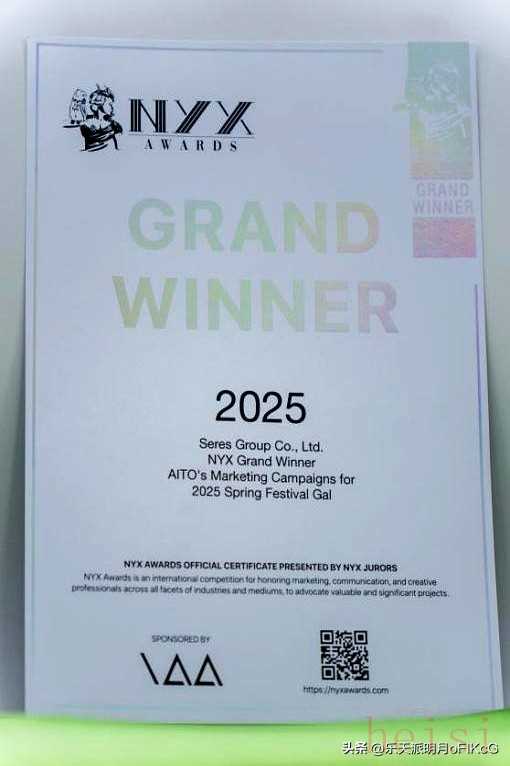 NYX
AWARDS
GRAND
WINNER
GRAND
WINNER
2025
Seres Group Co., Ltd.
NYX Grand Winner
AITO's Marketing Campaigns for
2025 Spring Festival Gal
NYX AWARDS OFFICIAL CERTIFICATE PRESENTED BY NYX JURORS
NYX Awards is an international competition for honoring marketing, communication, and creative
professionals across all facets of industries and mediums, to advocate valuable and significant projects.
SPONSORED BY
IAA
https://nyxawards.com
heisi
头条 @乐天派明月oFIKcG